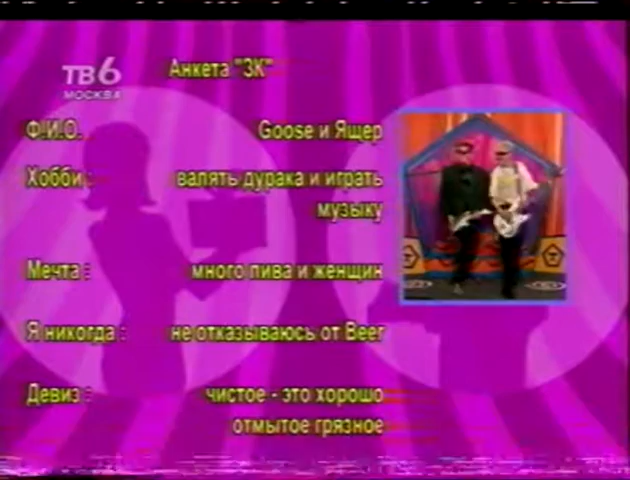 ТВ6
МОСКВА
Анкета "ЗК"
Ф.И.О. Goose и Ящер
Хобби : валять дурака и играть
музыку
Мечта : много пива и женщин
Я никогда : не отказываюсь от Beer
Девиз : чистое - это хорошо
отмытое грязное